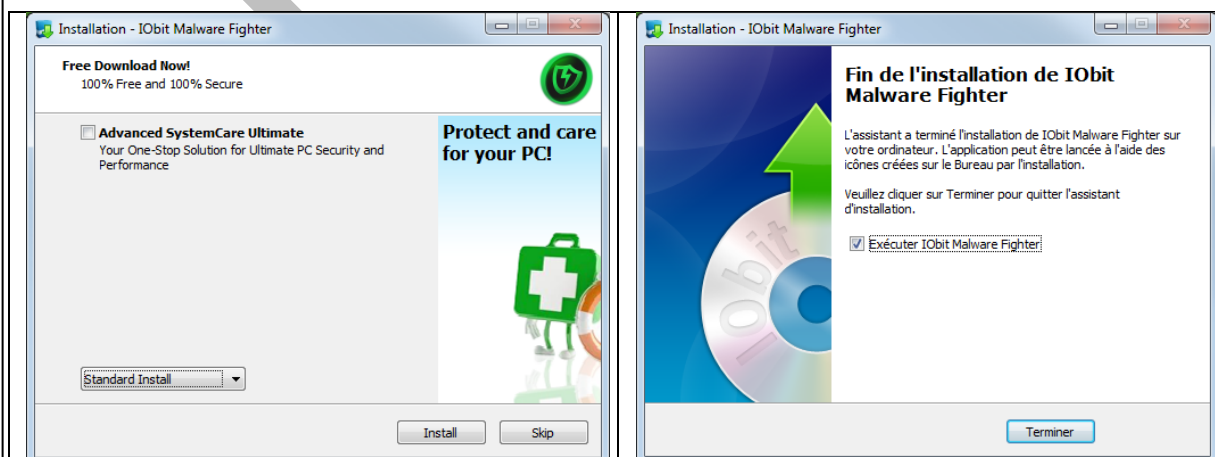 Installation - IObit Malware Fighter
Free Download Now!
100% Free and 100% Secure
Advanced SystemCare Ultimate
Your One-Stop Solution for Ultimate PC Security and
Performance
Protect and care
for your PC!
Standard Install
Install
Skip
Installation - IObit Malware Fighter
Fin de l'installation de IObit
Malware Fighter
L'assistant a terminé l'installation de IObit Malware Fighter sur
votre ordinateur. L'application peut être lancée à l'aide des
icônes créées sur le Bureau par l'installation.
Veuillez cliquer sur Terminer pour quitter l'assistant
d'installation.
Exécuter IObit Malware Fighter
IObit
Terminer